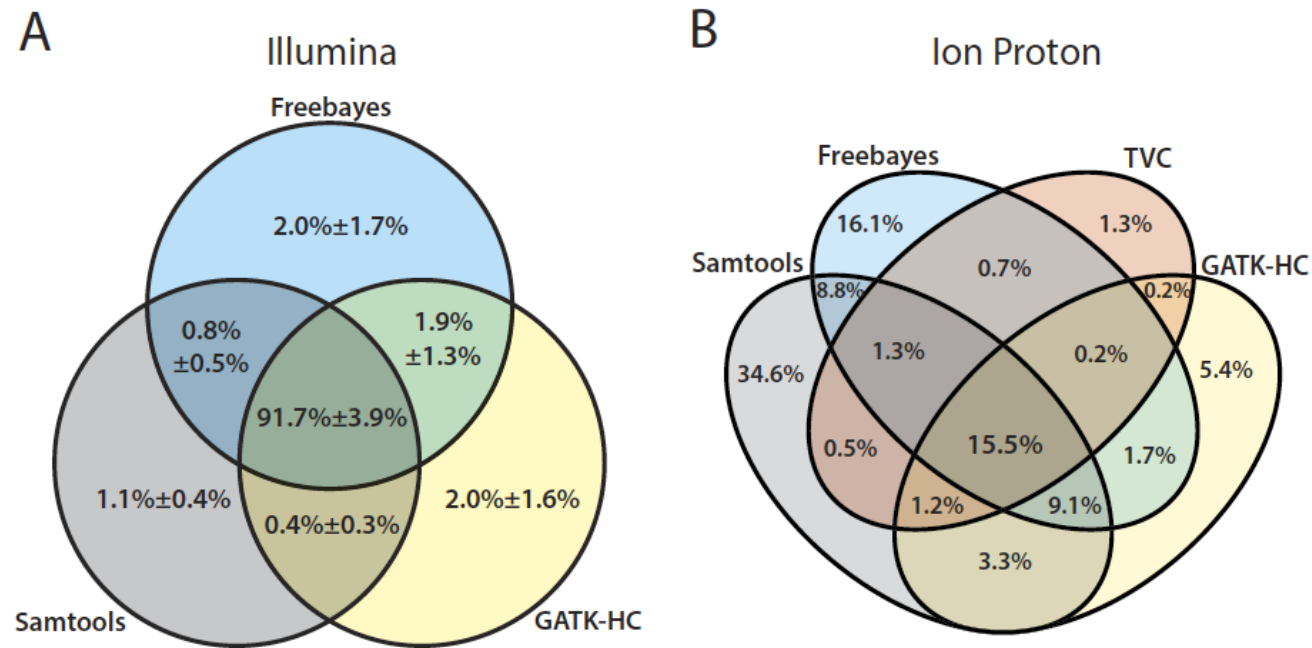 A
Illumina
Freebayes
2.0%±1.7%
0.8%
±0.5%
1.9%
±1.3%
91.7%±3.9%
1.1%±0.4%
0.4%±0.3%
2.0%±1.6%
Samtools
GATK-HC
B
Ion Proton
Freebayes
TVC
Samtools
GATK-HC
16.1%
1.3%
0.7%
8.8%
0.2%
34.6%
1.3%
0.2%
5.4%
0.5%
15.5%
1.7%
1.2%
9.1%
3.3%